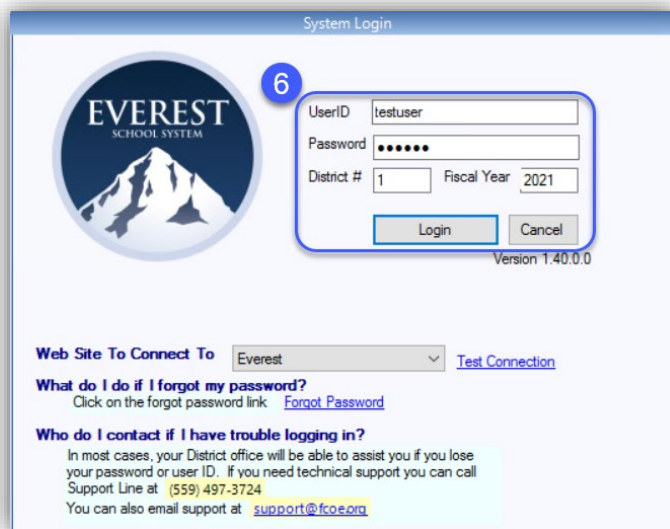 System Login
EVEREST
SCHOOL SYSTEM
6
UserID testuser
Password ••••••
District # 1 Fiscal Year 2021
Login Cancel
Version 1.40.0.0
Web Site To Connect To Everest Test Connection
What do I do if I forgot my password?
Click on the forgot password link Forgot Password
Who do I contact if I have trouble logging in?
In most cases, your District office will be able to assist you if you lose
your password or user ID. If you need technical support you can call
Support Line at (559) 497-3724
You can also email support at support@fcoe.org